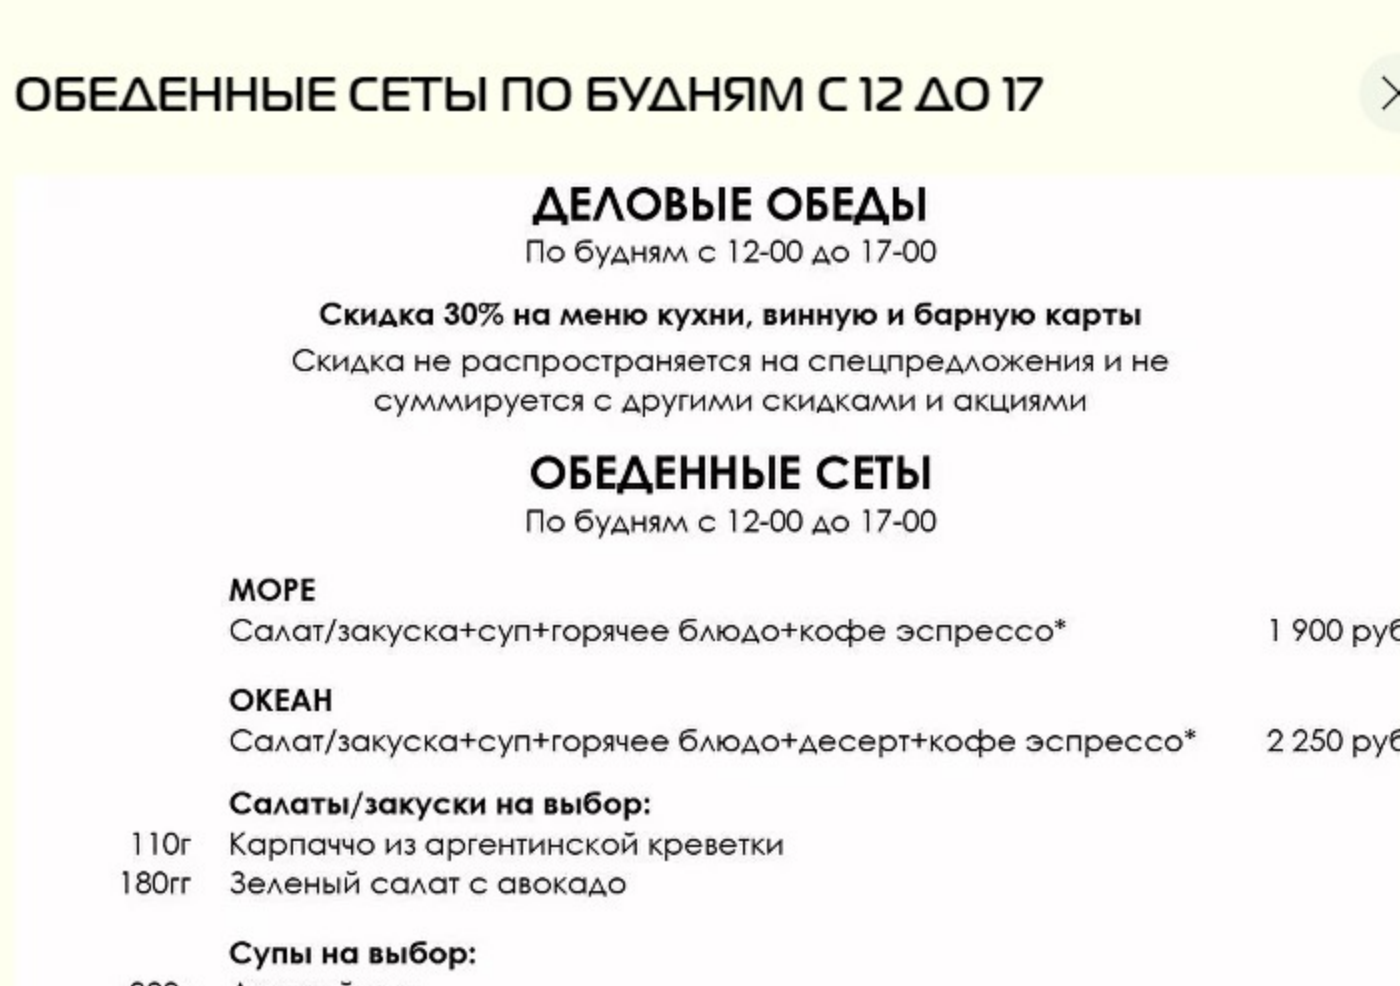 ОБЕДЕННЫЕ СЕТЫ ПО БУДНЯМ С 12 ДО 17
ДЕЛОВЫЕ ОБЕДЫ
По будням с 12-00 до 17-00
Скидка 30% на меню кухни, винную и барную карты
Скидка не распространяется на спецпредложения и не
суммируется с другими скидками и акциями
ОБЕДЕННЫЕ СЕТЫ
По будням с 12-00 до 17-00
МОРЕ
Салат/закуска+суп+горячее блюдо+кофе эспрессо* 1 900 руб
ОКЕАН
Салат/закуска+суп+горячее блюдо+десерт+кофе эспрессо* 2 250 руб
Салаты/закуски на выбор:
110г Карпаччо из аргентинской креветки
180гг Зеленый салат с авокадо
Супы на выбор: